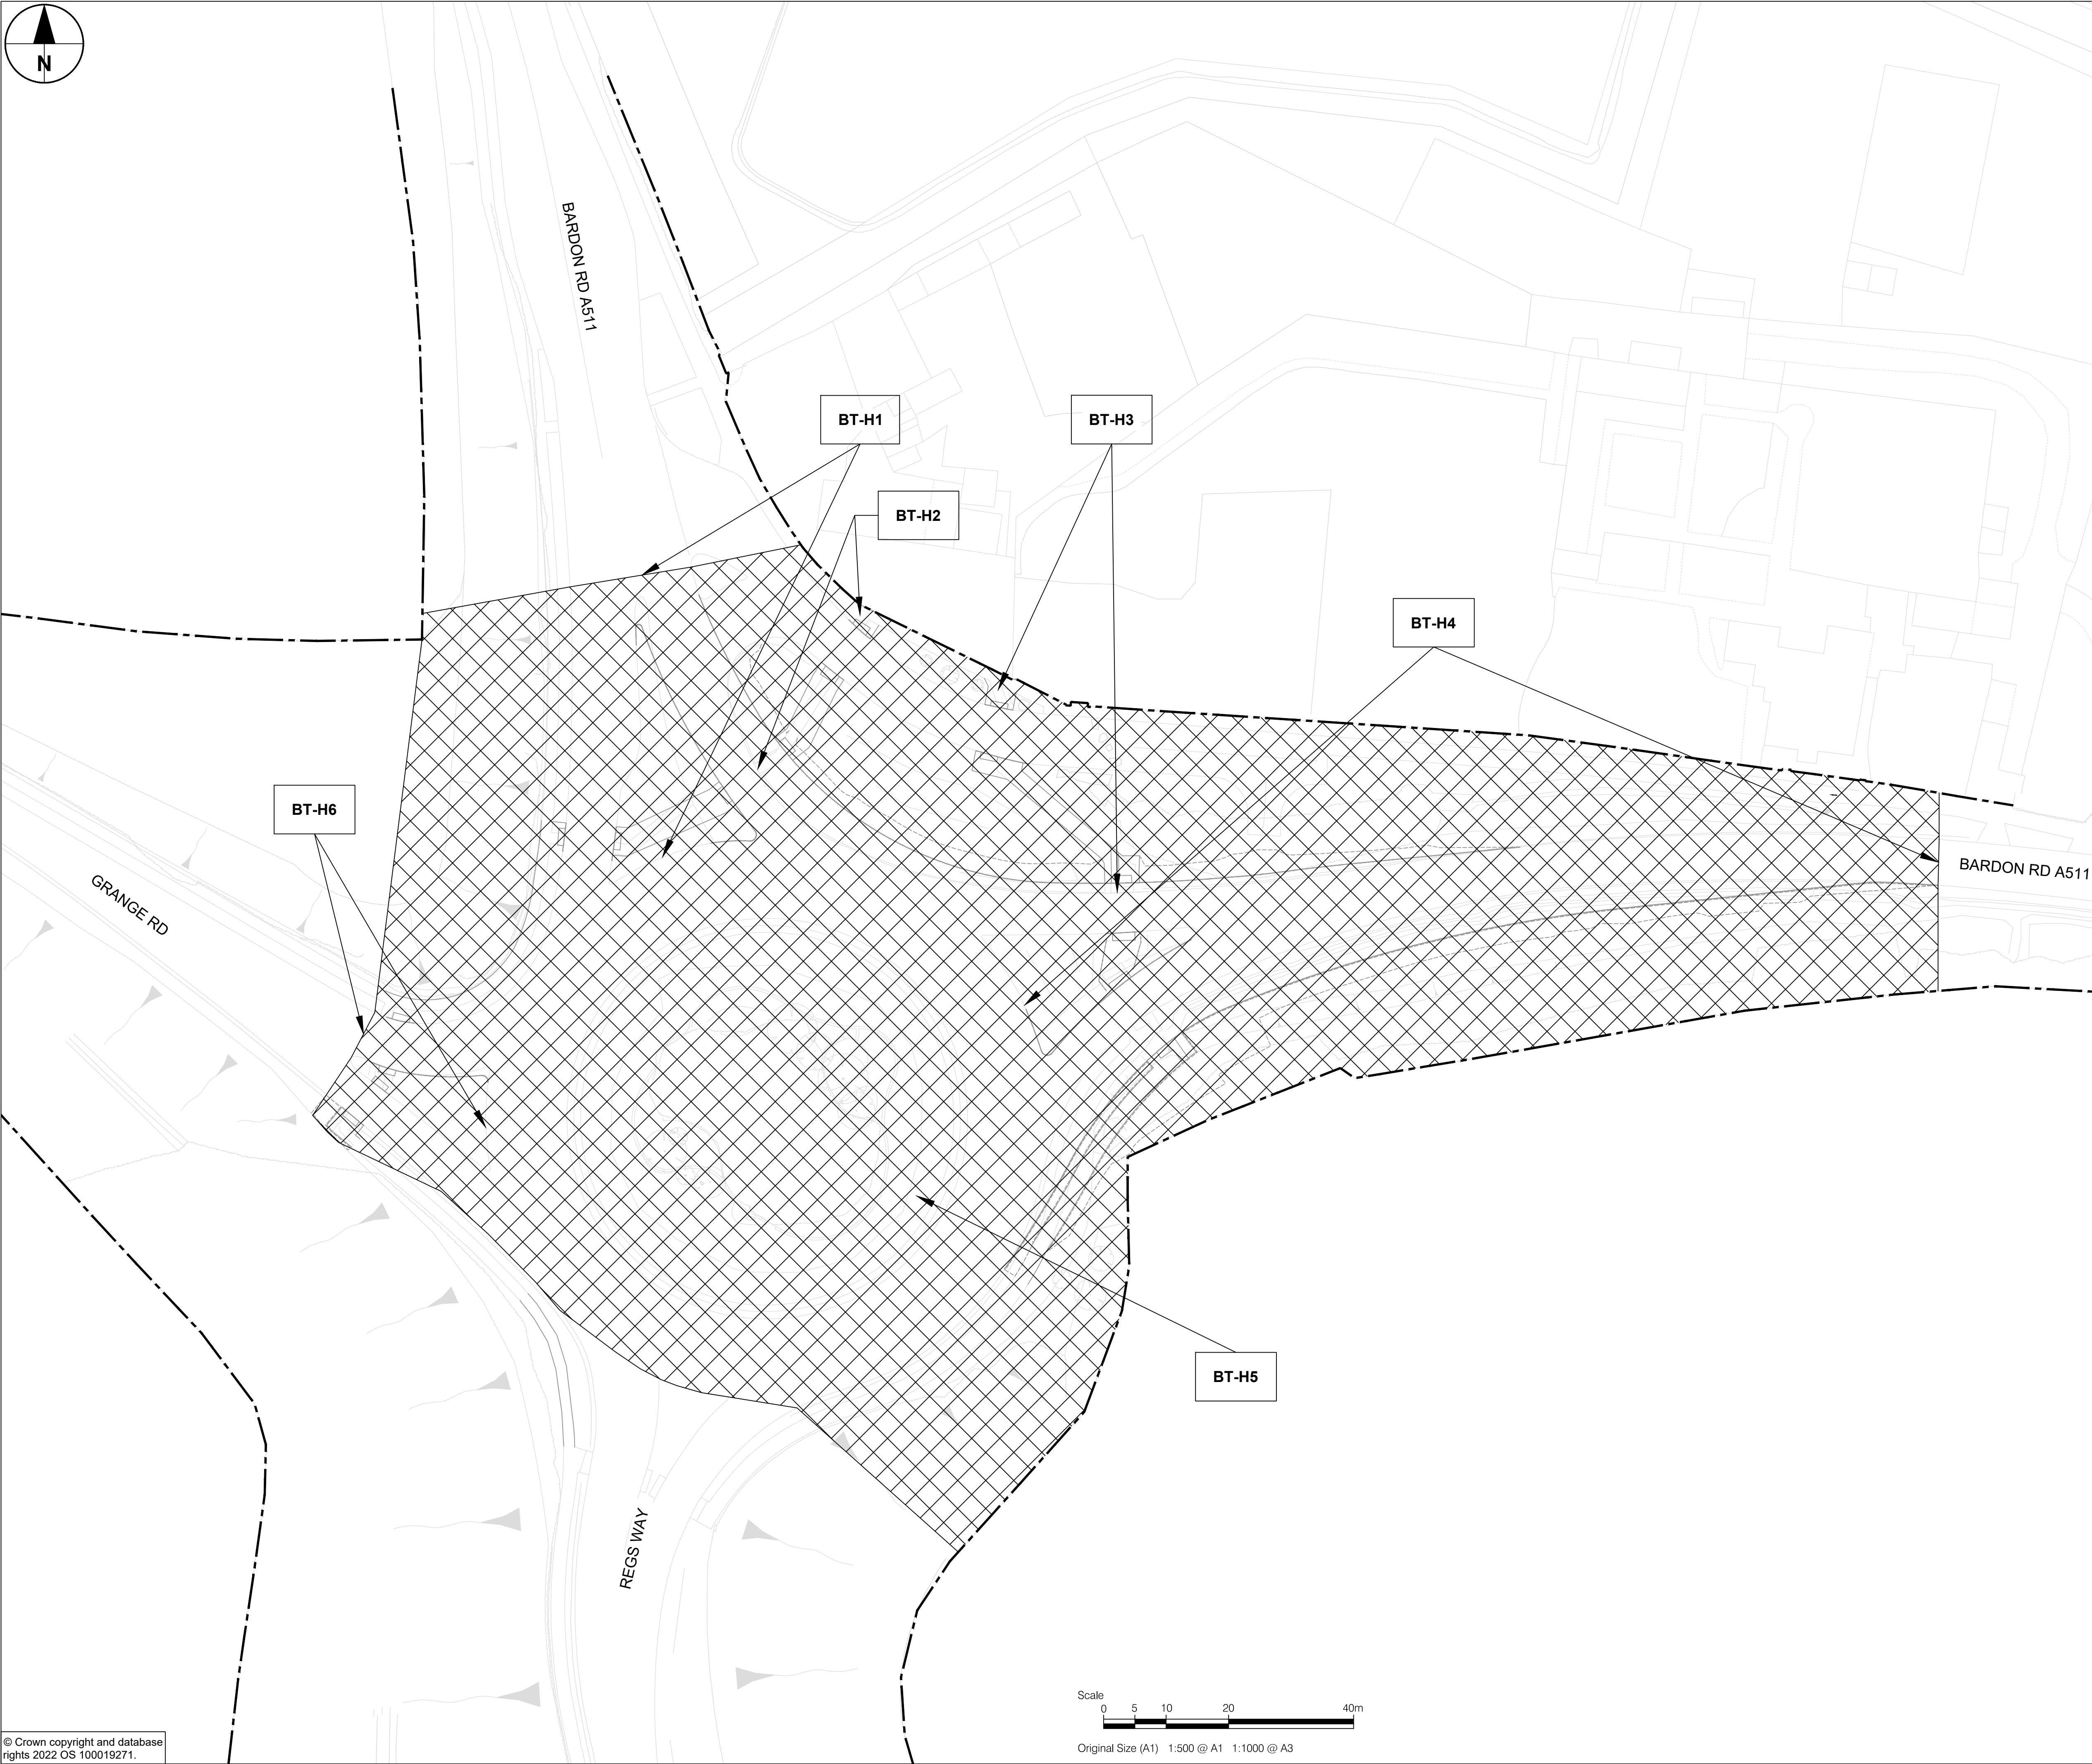 N
BARDON RD A511
BT-H1
BT-H3
BT-H2
BT-H4
BT-H6
GRANGE RD
BARDON RD A511
BT-H5
REGS WAY
Scale
0 5 10 20 40m
Original Size (A1) 1:500 @ A1 1:1000 @ A3
© Crown copyright and database
rights 2022 OS 100019271.